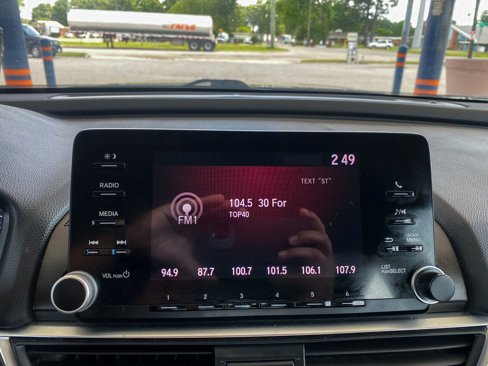 2 49
TEXT "ST"
RADIO
FM1
104.5 30 For
TOP40
MEDIA
94.9 87.7 100.7 101.5 106.1 107.9
VOL PUSH
LIST
PUSH SELECT
MENU
1 2 3 4 5 6